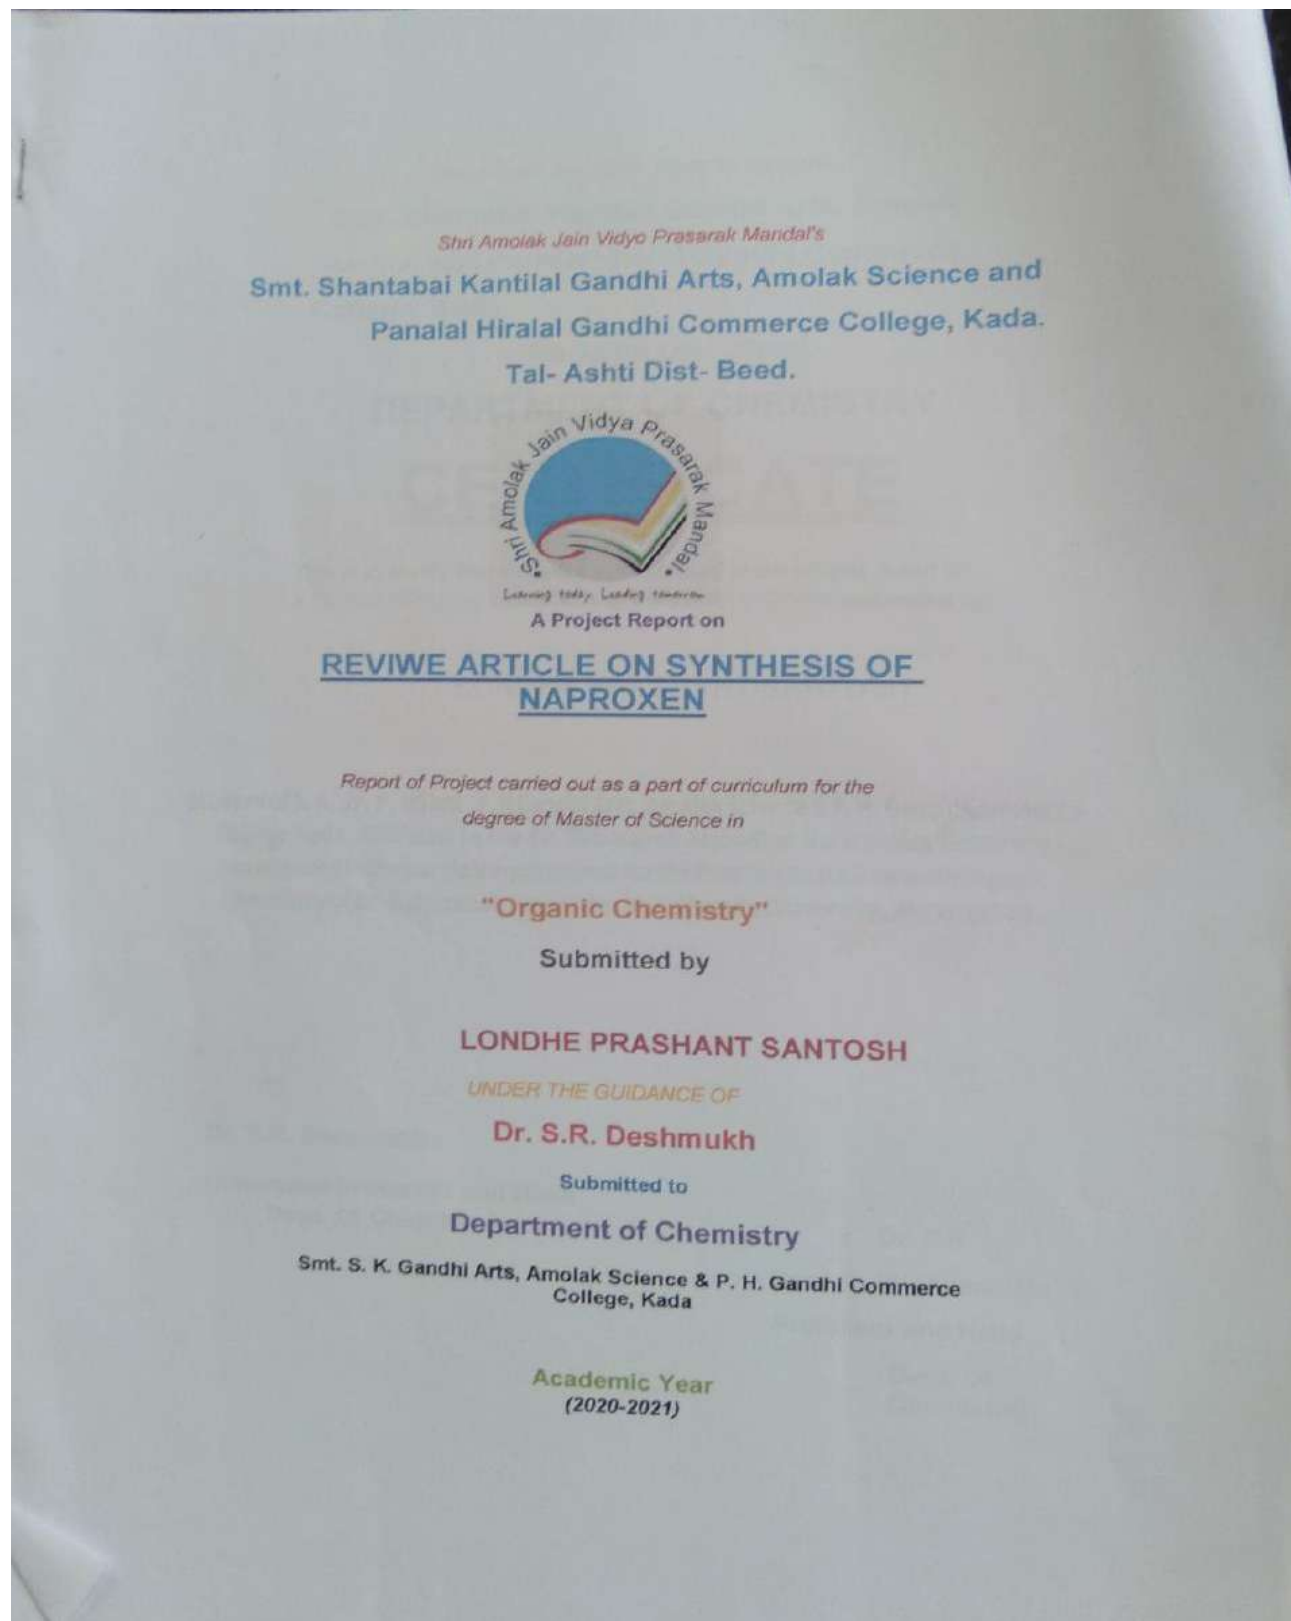 Shri Amolak Jain Vidyo Prasarak Mandal's
Smt. Shantabai Kantilal Gandhi Arts, Amolak Science and
Panalal Hiralal Gandhi Commerce College, Kada.
Tal- Ashti Dist- Beed.
Shri Amolak Jain Vidya Prasarak Mandal
Learning today, Leading tomorrow
A Project Report on
REVIWE ARTICLE ON SYNTHESIS OF
NAPROXEN
Report of Project carried out as a part of curriculum for the
degree of Master of Science in
"Organic Chemistry"
Submitted by
LONDHE PRASHANT SANTOSH
UNDER THE GUIDANCE OF
Dr. S.R. Deshmukh
Submitted to
Department of Chemistry
Smt. S. K. Gandhi Arts, Amolak Science & P. H. Gandhi Commerce
College, Kada
Academic Year
(2020-2021)